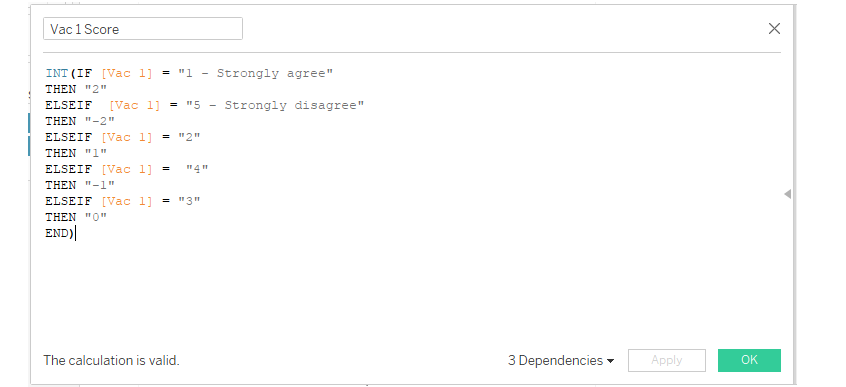 Vac 1 Score
INT(IF [Vac 1] = "1 - Strongly agree"
THEN "2"
ELSEIF  [Vac 1] = "5 - Strongly disagree"
THEN "-2"
ELSEIF [Vac 1] = "2"
THEN "1"
ELSEIF [Vac 1] =  "4"
THEN "-1"
ELSEIF [Vac 1] = "3"
THEN "0"
END)
The calculation is valid.
3 Dependencies
Apply
OK